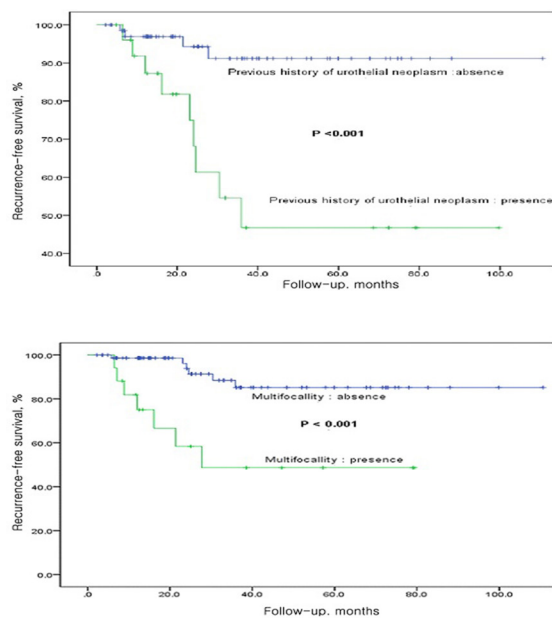 100.0
90.0
Previous history of urothelial neoplasm :absence
80.0
Recurrence-free survival, %
70.0
P <0.001
60.0
Previous history of urothelial neoplasm : presence
50.0
40.0
.0 20.0 40.0 60.0 80.0 100.0
Follow-up, months
100.0
80.0
Multifocallity : absence
Recurrence-free survival, %
P < 0.001
60.0
Multifocallity : presence
40.0
20.0
0.0
.0 20.0 40.0 60.0 80.0 100.0
Follow-up, months